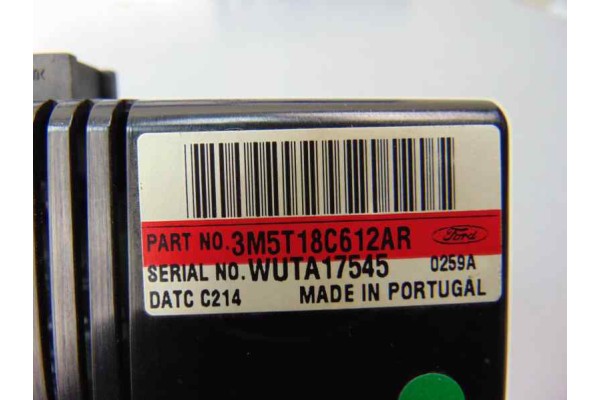 PART NO. 3M5T18C612AR Ford
SERIAL NO. WUTA17545 0259A
DATC C214 MADE IN PORTUGAL